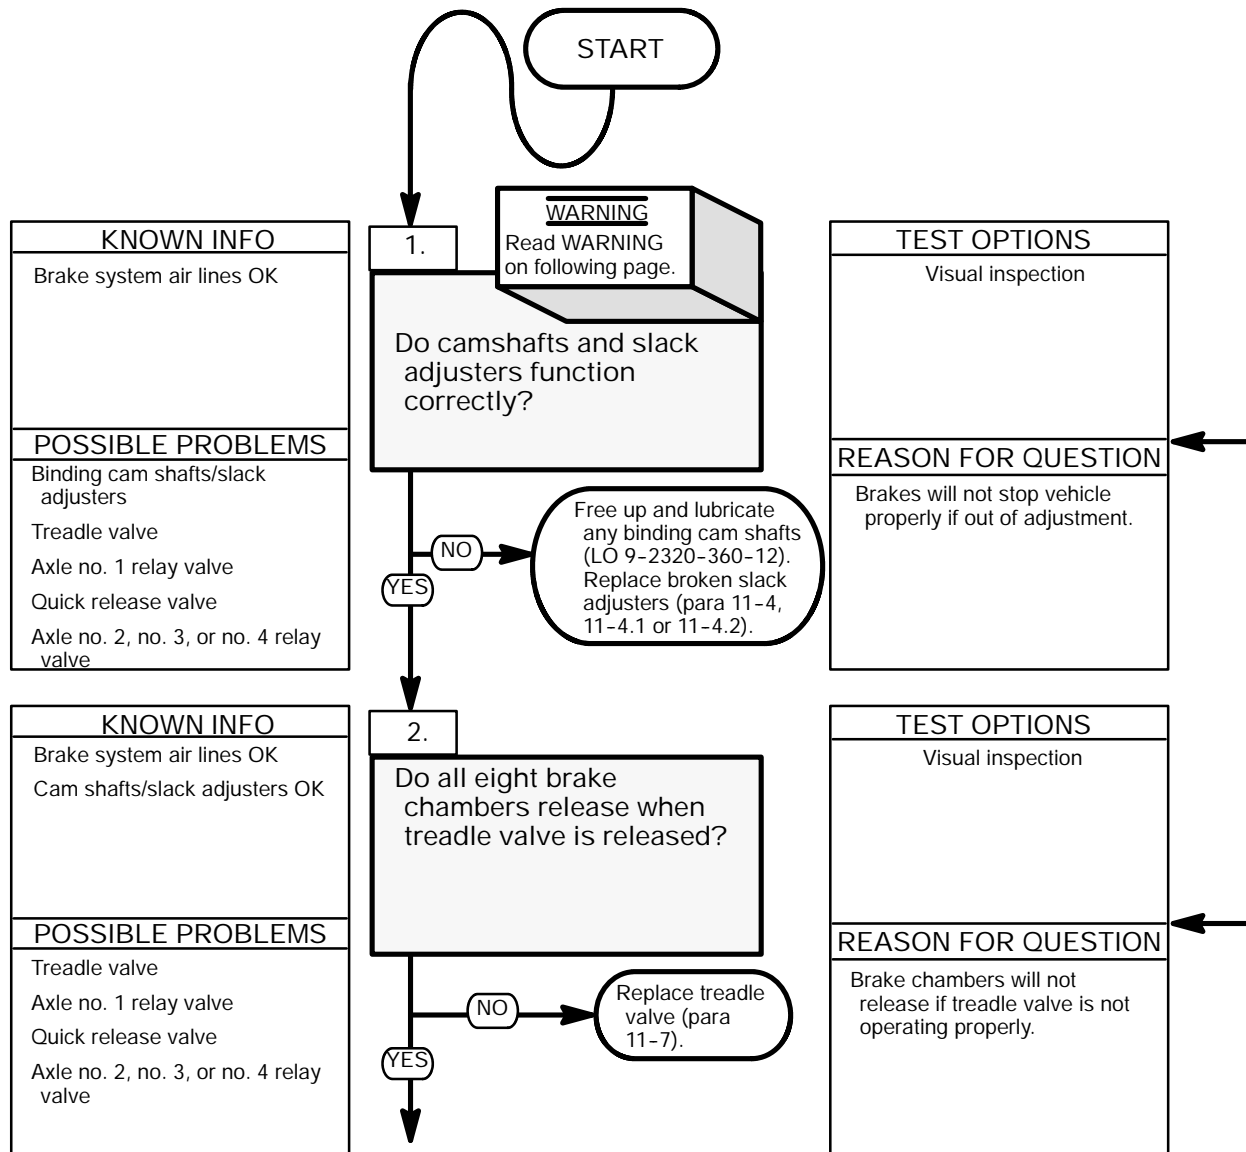 START
KNOWN INFO
Brake system air lines OK
POSSIBLE PROBLEMS
Binding cam shafts/slack
adjusters
Treadle valve
Axle no. 1 relay valve
Quick release valve
Axle no. 2, no. 3, or no. 4 relay
valve
1.
WARNING
Read WARNING
on following page.
Do camshafts and slack
adjusters function
correctly?
NO
YES
Free up and lubricate
any binding cam shafts
(LO 9-2320-360-12).
Replace broken slack
adjusters (para 11-4,
11-4.1 or 11-4.2).
TEST OPTIONS
Visual inspection
REASON FOR QUESTION
Brakes will not stop vehicle
properly if out of adjustment.
KNOWN INFO
Brake system air lines OK
Cam shafts/slack adjusters OK
POSSIBLE PROBLEMS
Treadle valve
Axle no. 1 relay valve
Quick release valve
Axle no. 2, no. 3, or no. 4 relay
valve
2.
Do all eight brake
chambers release when
treadle valve is released?
NO
YES
Replace treadle
valve (para
11-7).
TEST OPTIONS
Visual inspection
REASON FOR QUESTION
Brake chambers will not
release if treadle valve is not
operating properly.